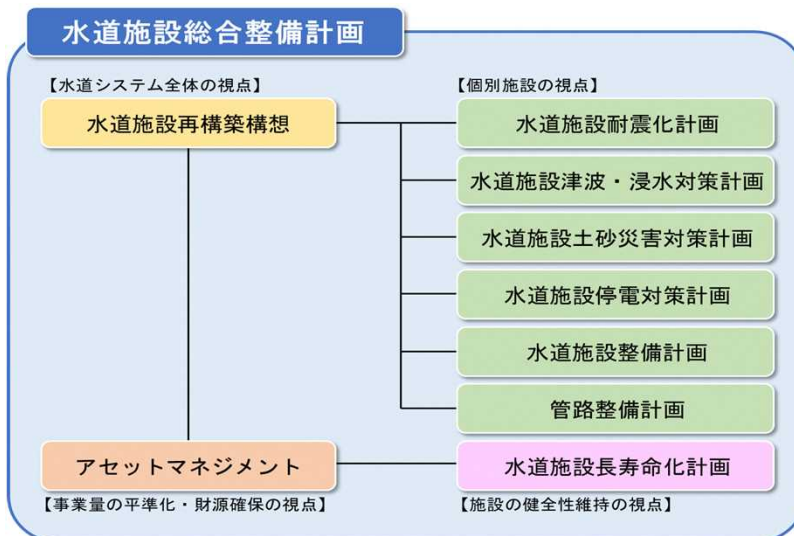 水道施設総合整備計画
【水道システム全体の視点】
水道施設再構築構想
【個別施設の視点】
水道施設耐震化計画
水道施設津波・浸水対策計画
水道施設土砂災害対策計画
水道施設停電対策計画
水道施設整備計画
管路整備計画
アセットマネジメント
【事業量の平準化・財源確保の視点】
水道施設長寿命化計画
【施設の健全性維持の視点】